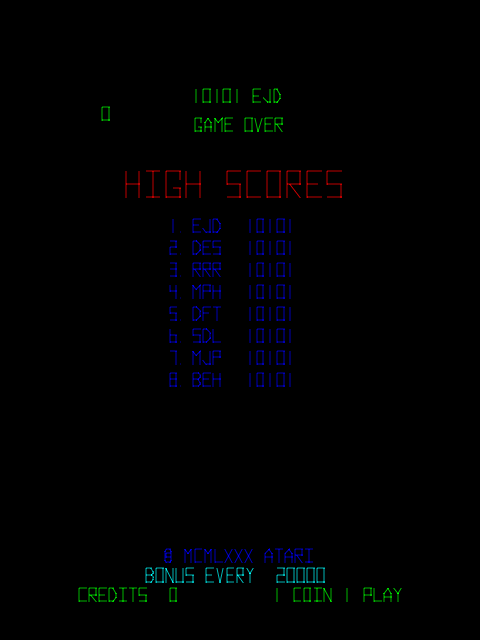 10101 EJD
0
GAME OVER
HIGH SCORES
1. EJD 10101
2. DES 10101
3. RRR 10101
4. MPH 10101
5. DFT 10101
6. SDL 10101
7. MJP 10101
8. BEH 10101
© MCMLXXX ATARI
BONUS EVERY 20000
CREDITS 0 1 COIN 1 PLAY